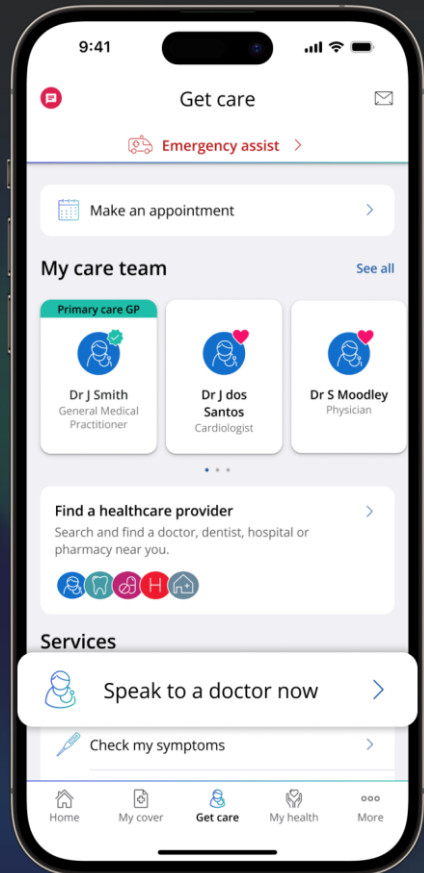 9:41
Get care
Emergency assist
Make an appointment
My care team
See all
Primary care GP
Dr J Smith
General Medical
Practitioner
Dr J dos
Santos
Cardiologist
Dr S Moodley
Physician
Find a healthcare provider
Search and find a doctor, dentist, hospital or
pharmacy near you.
H
Services
Speak to a doctor now
Check my symptoms
Home
My cover
Get care
My health
More